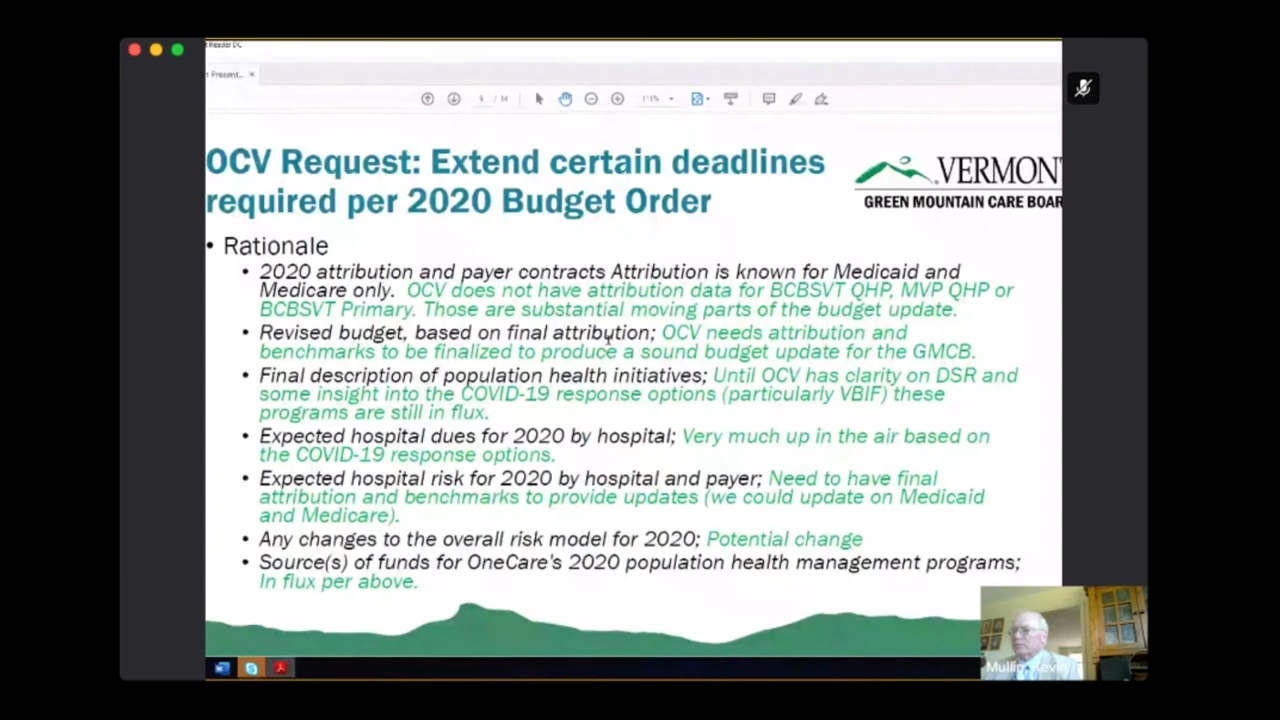 t Reader DC
t Present...
/ 14
OCV Request: Extend certain deadlines
required per 2020 Budget Order
VERMONT
GREEN MOUNTAIN CARE BOAR
• Rationale
• 2020 attribution and payer contracts Attribution is known for Medicaid and
Medicare only. OCV does not have attribution data for BCBSVT QHP, MVP QHP or
BCBSVT Primary. Those are substantial moving parts of the budget update.
• Revised budget, based on final attribution; OCV needs attribution and
benchmarks to be finalized to produce a sound budget update for the GMCB.
• Final description of population health initiatives; Until OCV has clarity on DSR and
some insight into the COVID-19 response options (particularly VBIF) these
programs are still in flux.
• Expected hospital dues for 2020 by hospital; Very much up in the air based on
the COVID-19 response options.
• Expected hospital risk for 2020 by hospital and payer; Need to have final
attribution and benchmarks to provide updates (we could update on Medicaid
and Medicare).
• Any changes to the overall risk model for 2020; Potential change
• Source(s) of funds for OneCare's 2020 population health management programs;
In flux per above.
Mullin, Kevin